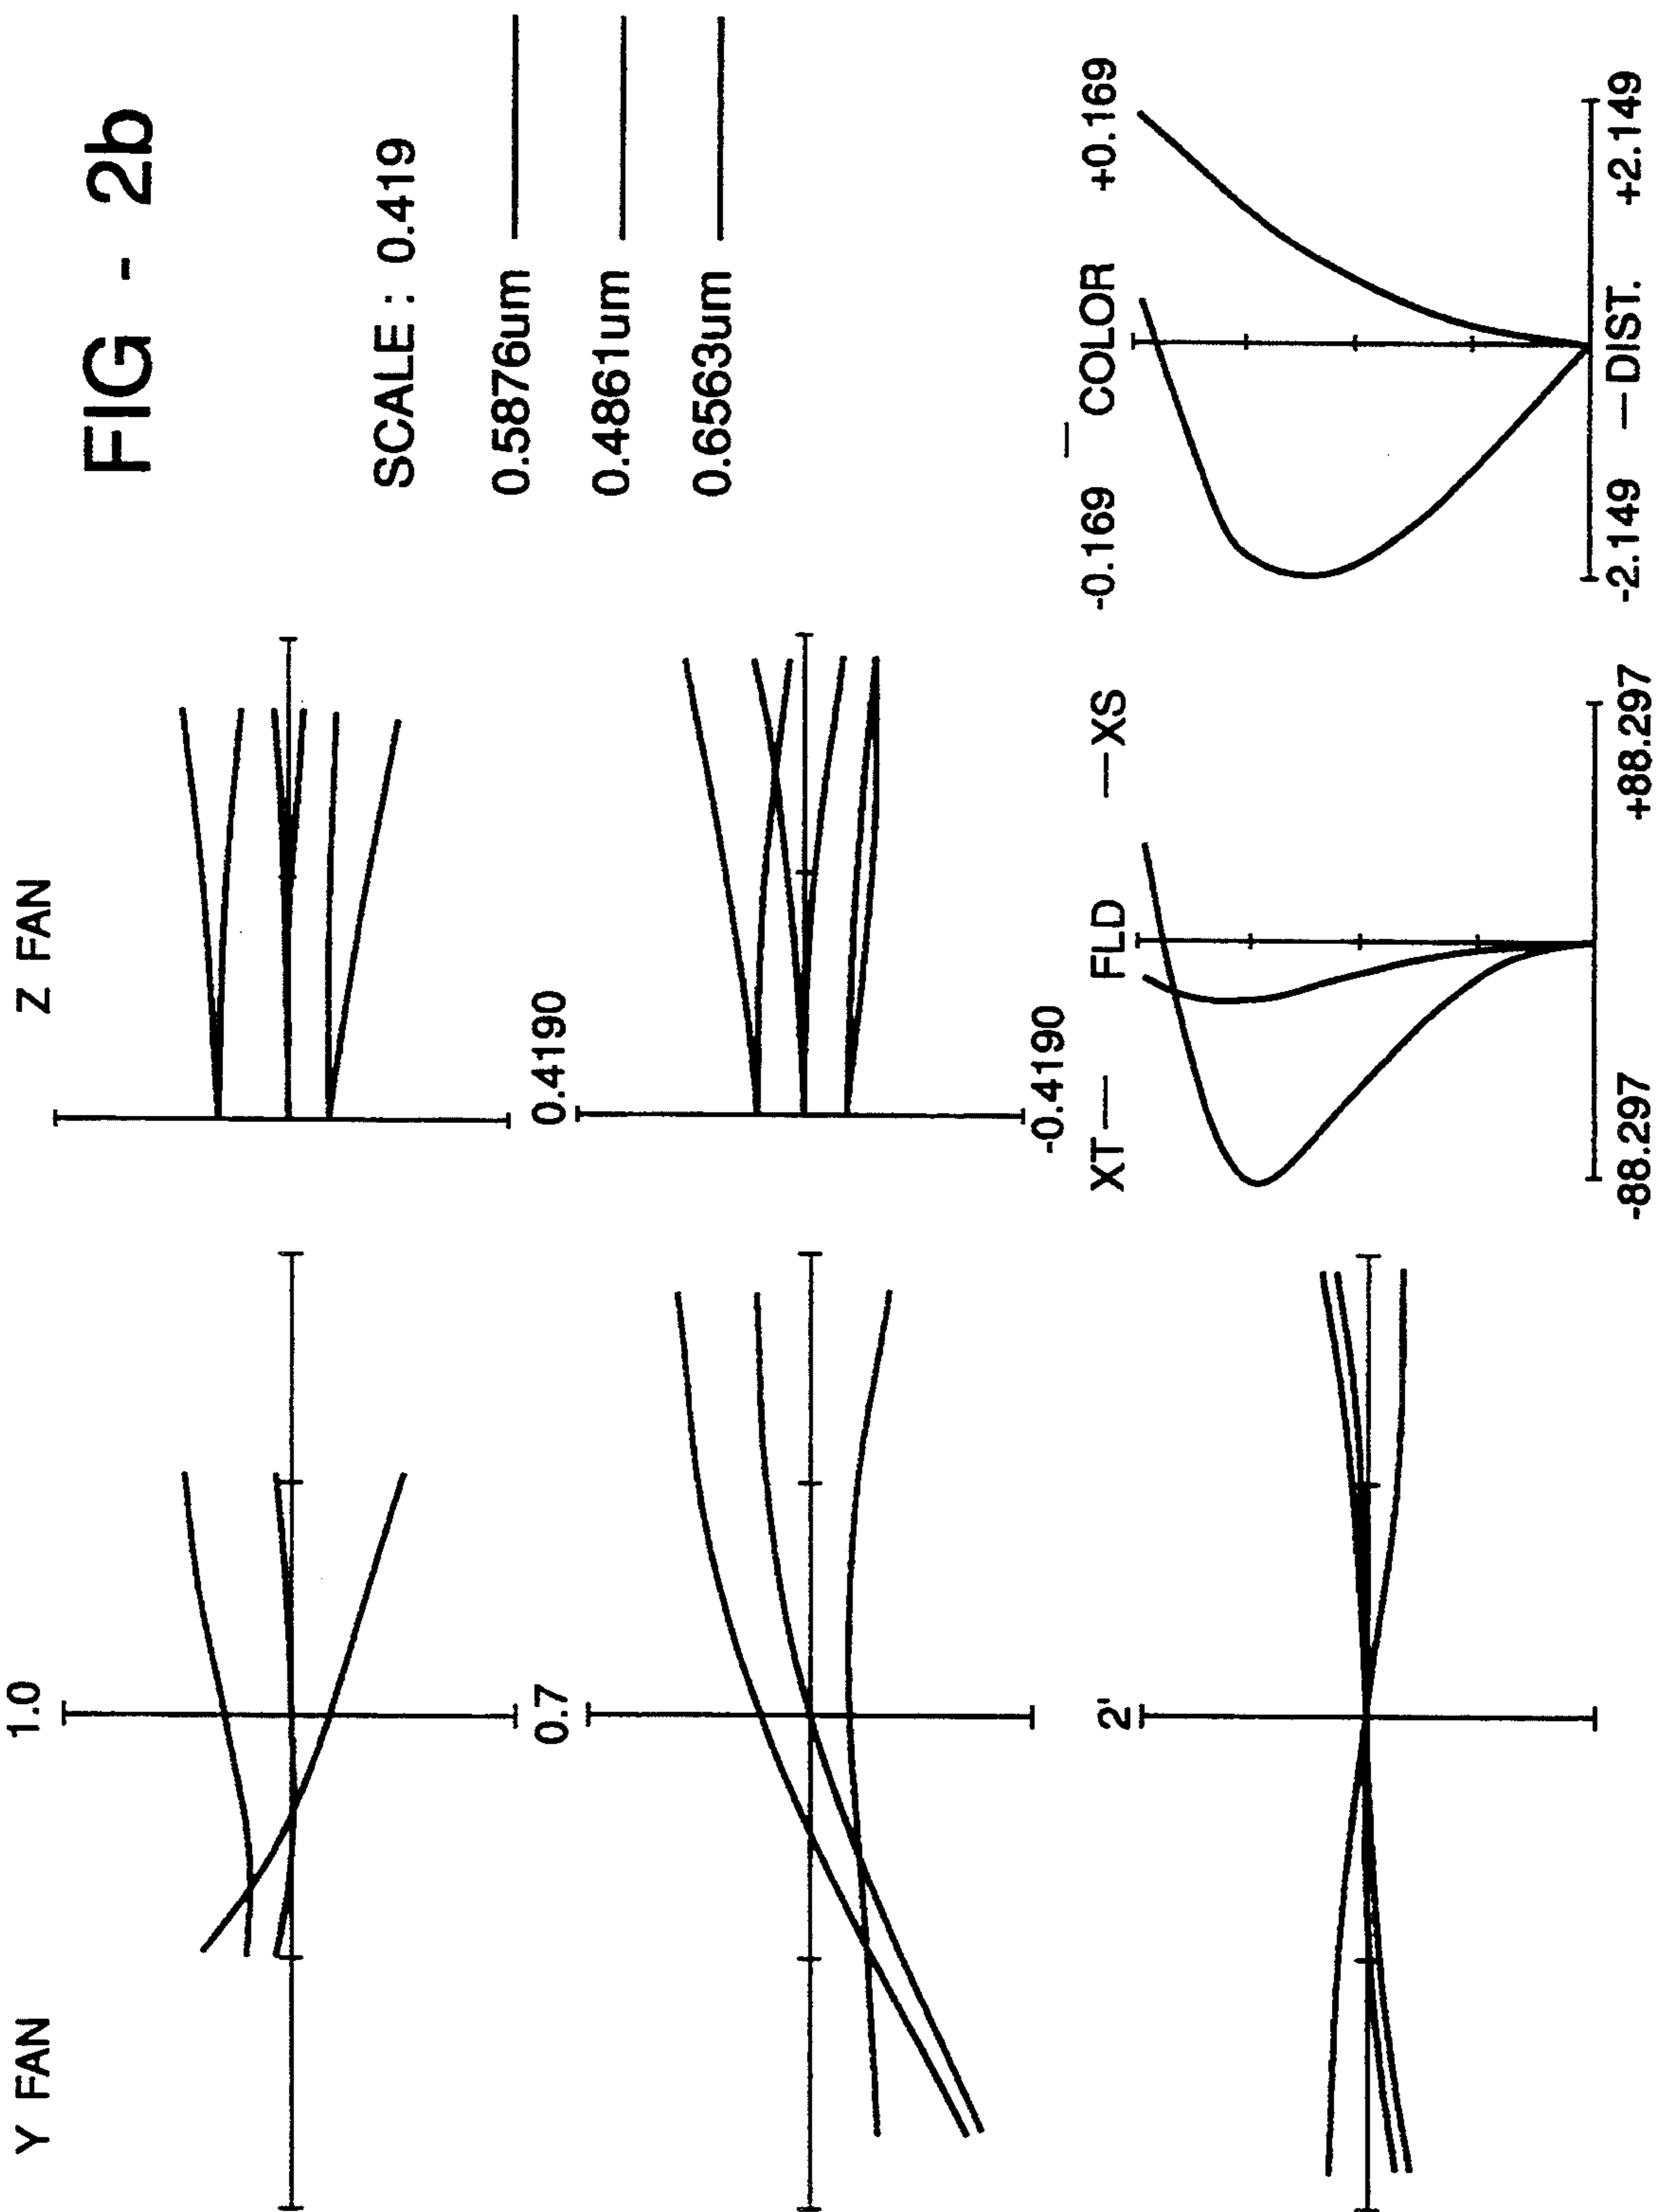 FIG - 2b
Y FAN
1.0
Z FAN
SCALE : 0.419
0.5876um
0.4861um
0.6563um
0.7
0.4190
-0.4190
2'
XT— FLD —XS
-88.297 +88.297
-0.169 — COLOR +0.169
-2.149 — DIST. +2.149